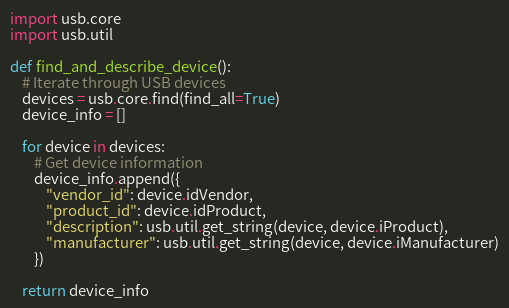 import usb.core
import usb.util

def find_and_describe_device():
    # Iterate through USB devices
    devices = usb.core.find(find_all=True)
    device_info = []

    for device in devices:
        # Get device information
        device_info.append({
            "vendor_id": device.idVendor,
            "product_id": device.idProduct,
            "description": usb.util.get_string(device, device.iProduct),
            "manufacturer": usb.util.get_string(device, device.iManufacturer)
        })

    return device_info